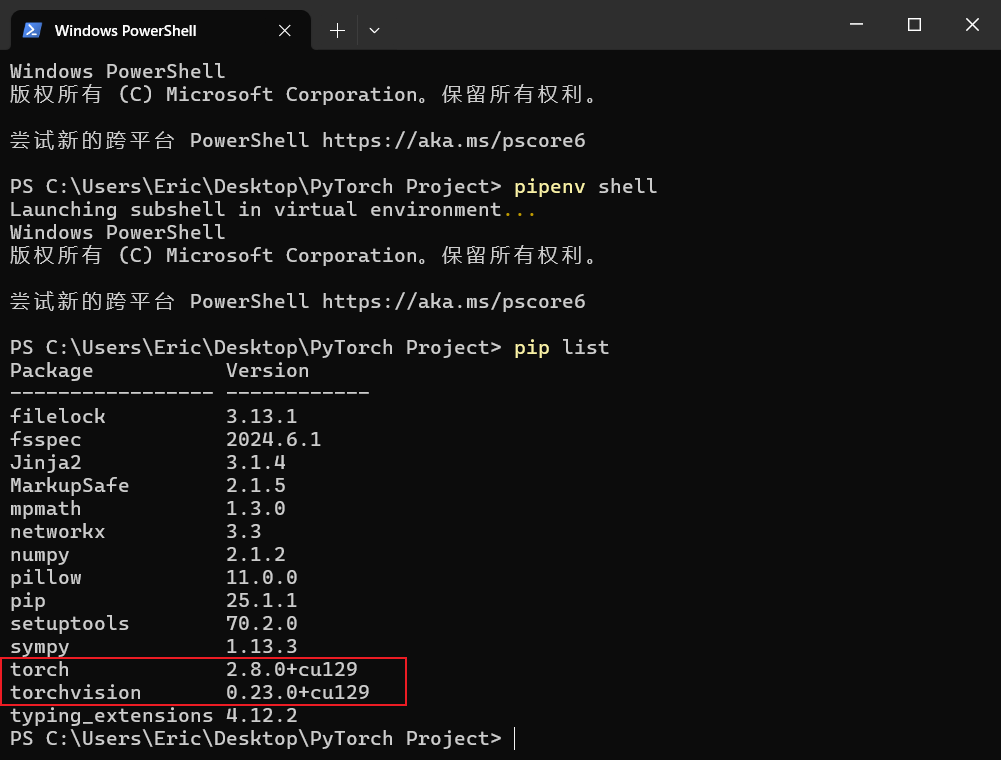 Windows PowerShell
Windows PowerShell
版权所有 (C) Microsoft Corporation。保留所有权利。
尝试新的跨平台 PowerShell https://aka.ms/pscore6
PS C:\Users\Eric\Desktop\PyTorch Project> pipenv shell
Launching subshell in virtual environment...
Windows PowerShell
版权所有 (C) Microsoft Corporation。保留所有权利。
尝试新的跨平台 PowerShell https://aka.ms/pscore6
PS C:\Users\Eric\Desktop\PyTorch Project> pip list
Package           Version
----------------- ------------
filelock          3.13.1
fsspec            2024.6.1
Jinja2            3.1.4
MarkupSafe        2.1.5
mpmath            1.3.0
networkx          3.3
numpy             2.1.2
pillow            11.0.0
pip               25.1.1
setuptools        70.2.0
sympy             1.13.3
torch             2.8.0+cu129
torchvision       0.23.0+cu129
typing_extensions 4.12.2
PS C:\Users\Eric\Desktop\PyTorch Project>